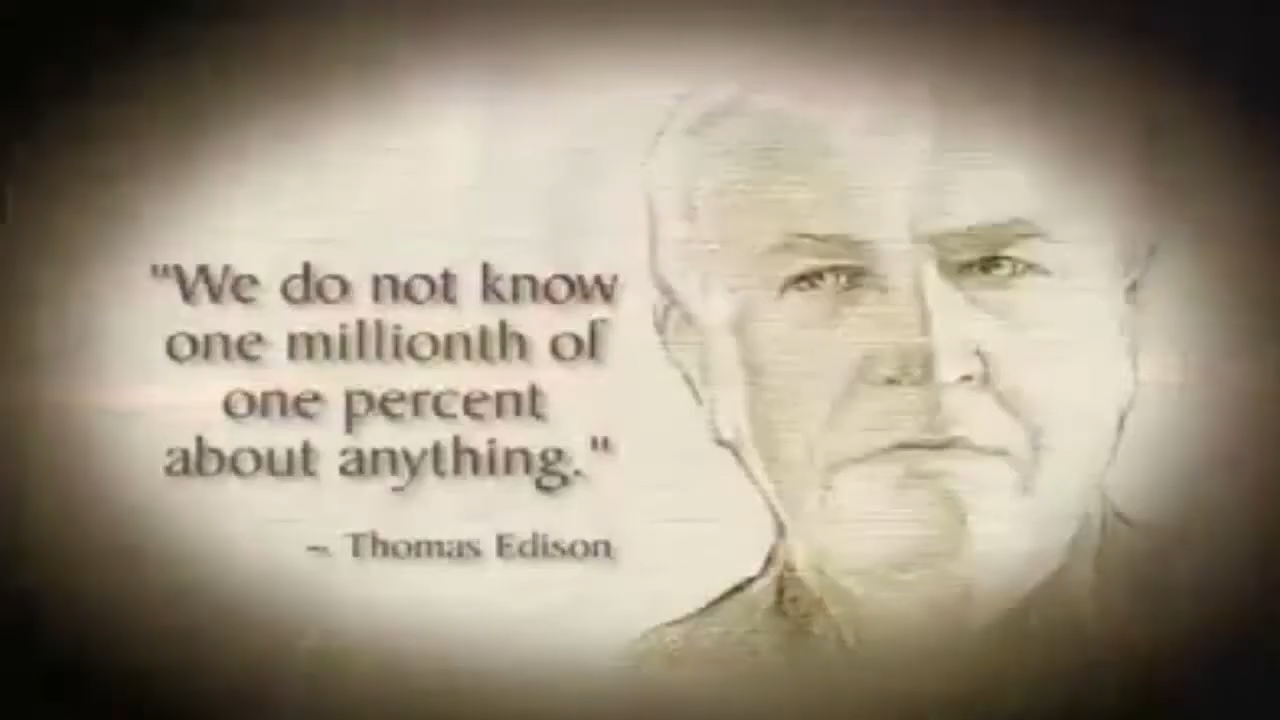 "We do not know
one millionth of
one percent
about anything."
~ Thomas Edison